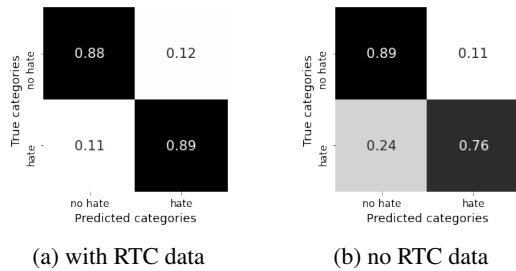 True categories
no hate
hate
0.88 0.12
0.11 0.89
no hate hate
Predicted categories
(a) with RTC data
True categories
no hate
hate
0.89 0.11
0.24 0.76
no hate hate
Predicted categories
(b) no RTC data